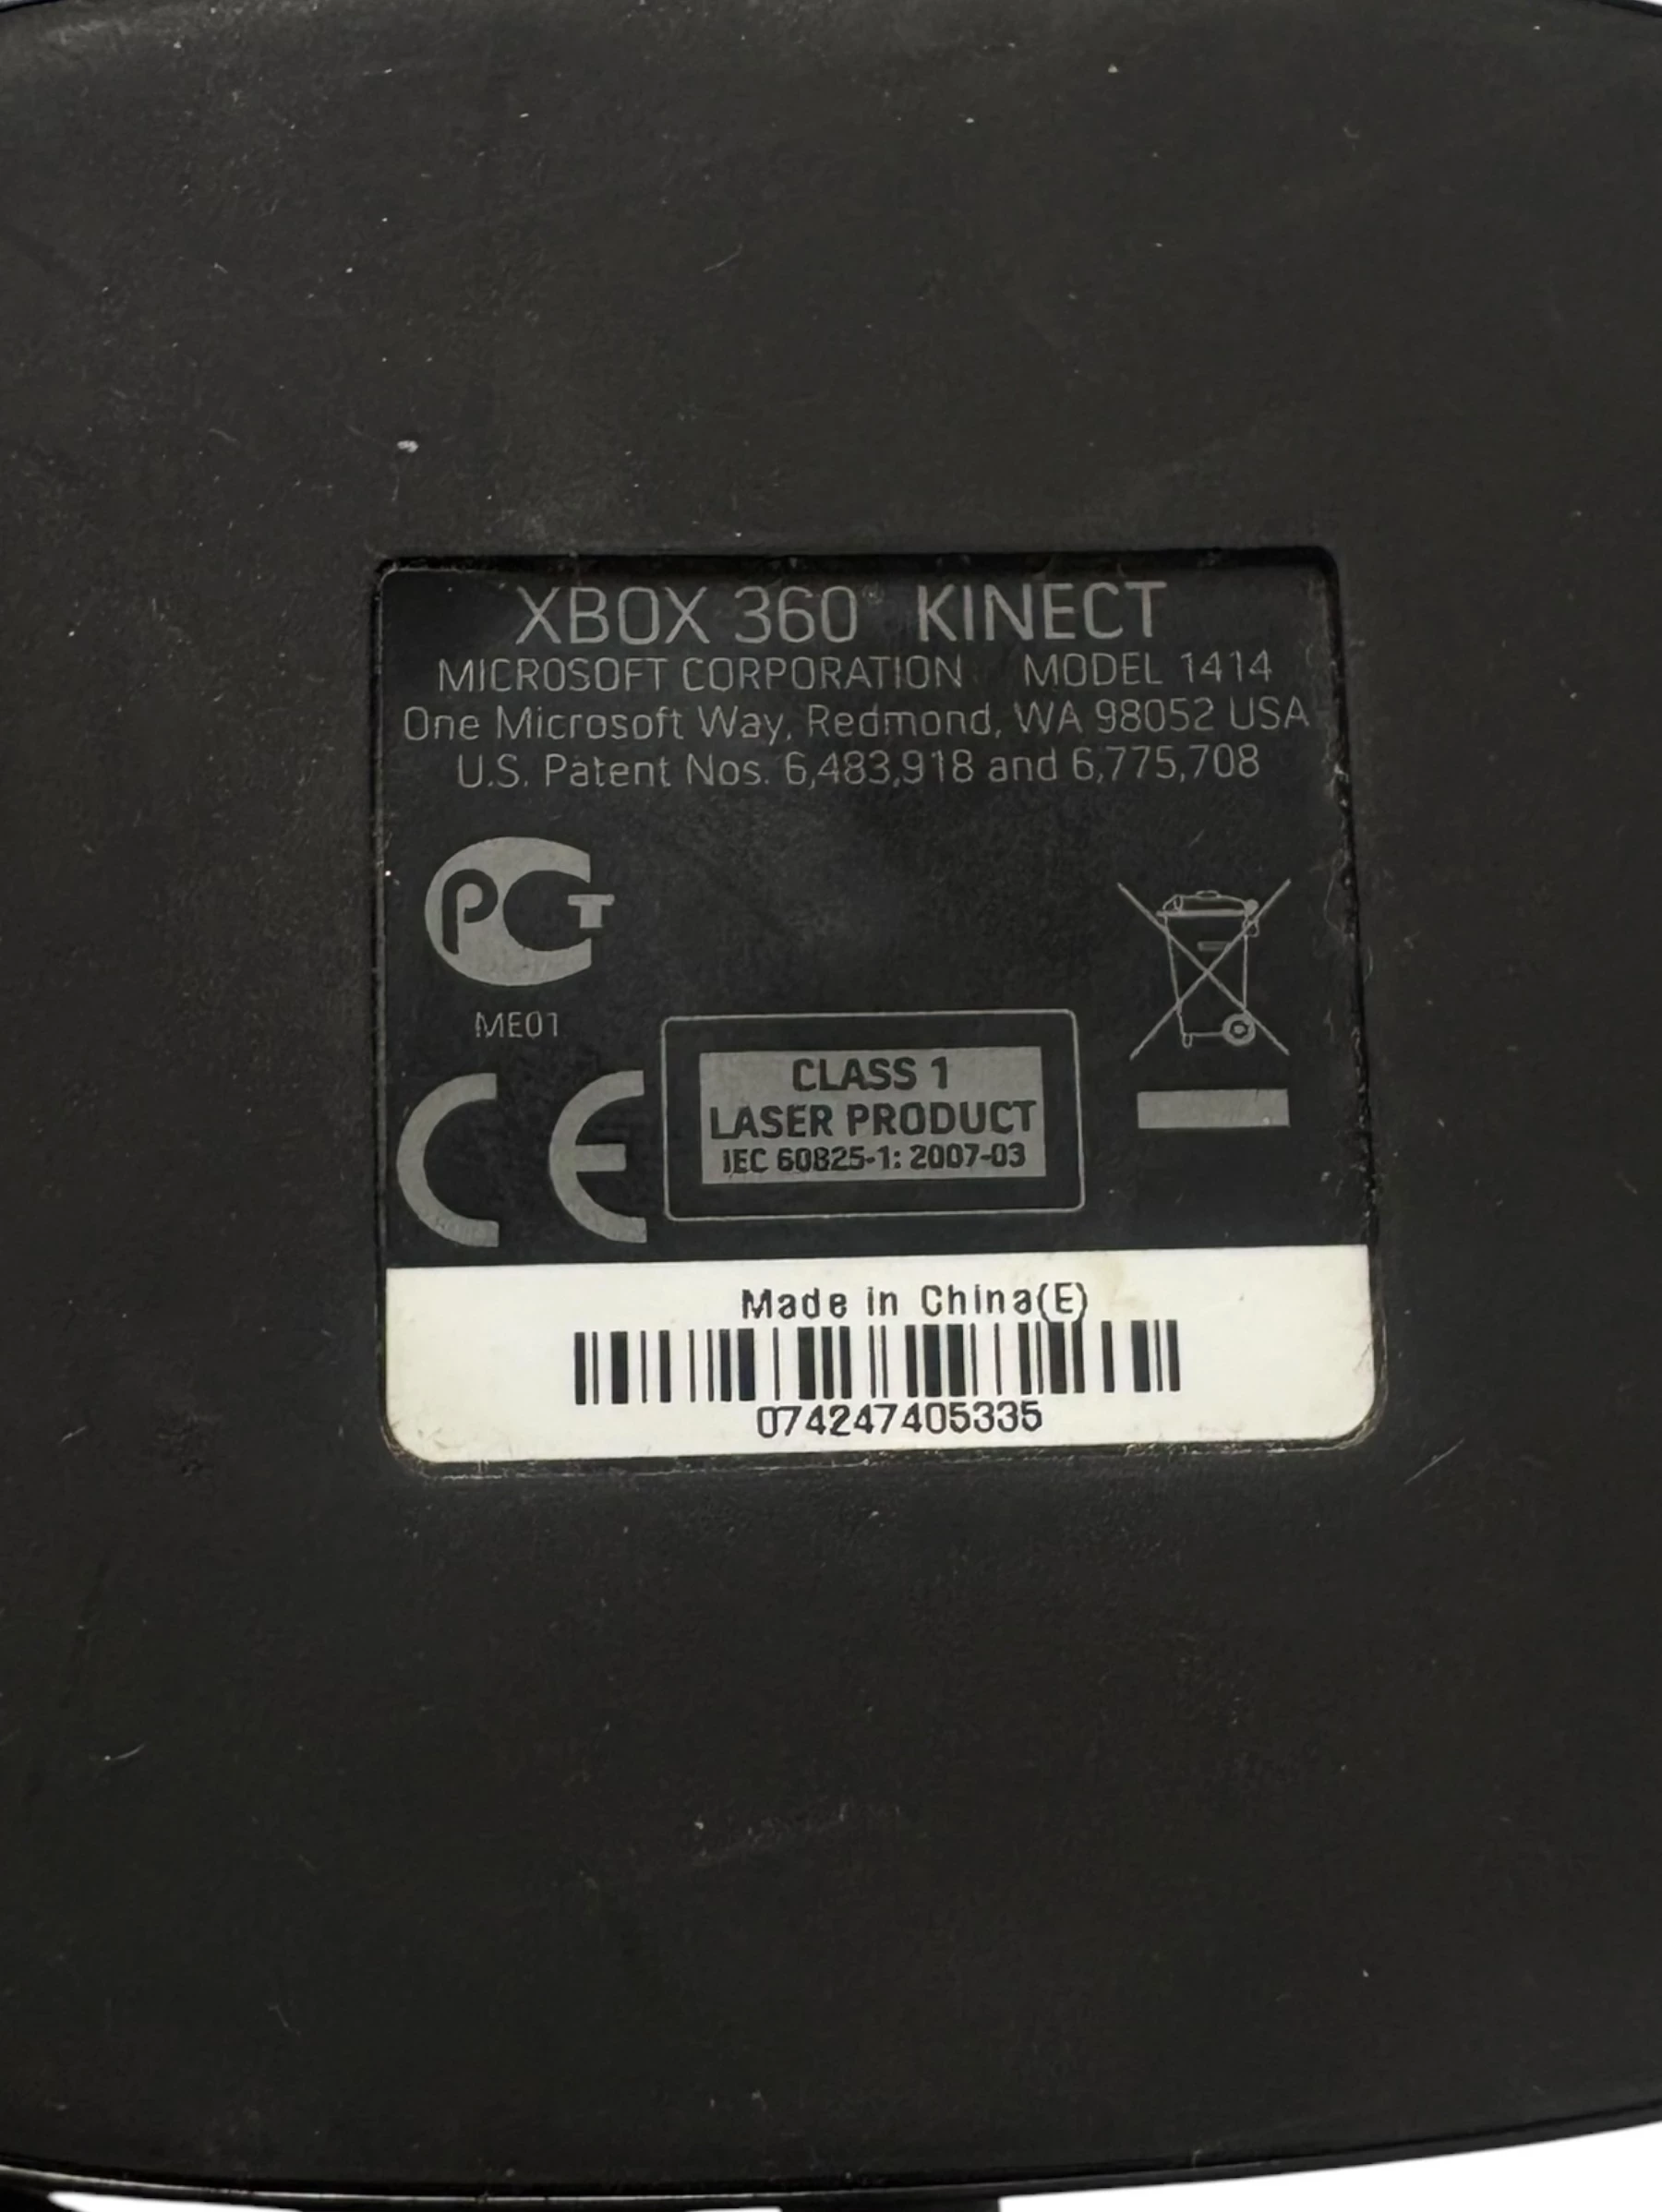 XBOX 360® KINECT
MICROSOFT CORPORATION MODEL 1414
One Microsoft Way, Redmond, WA 98052 USA
U.S. Patent Nos. 6,483,918 and 6,775,708
РСТ
ME01
CE
CLASS 1
LASER PRODUCT
IEC 60825-1: 2007-03
Made in China(E)
074247405335